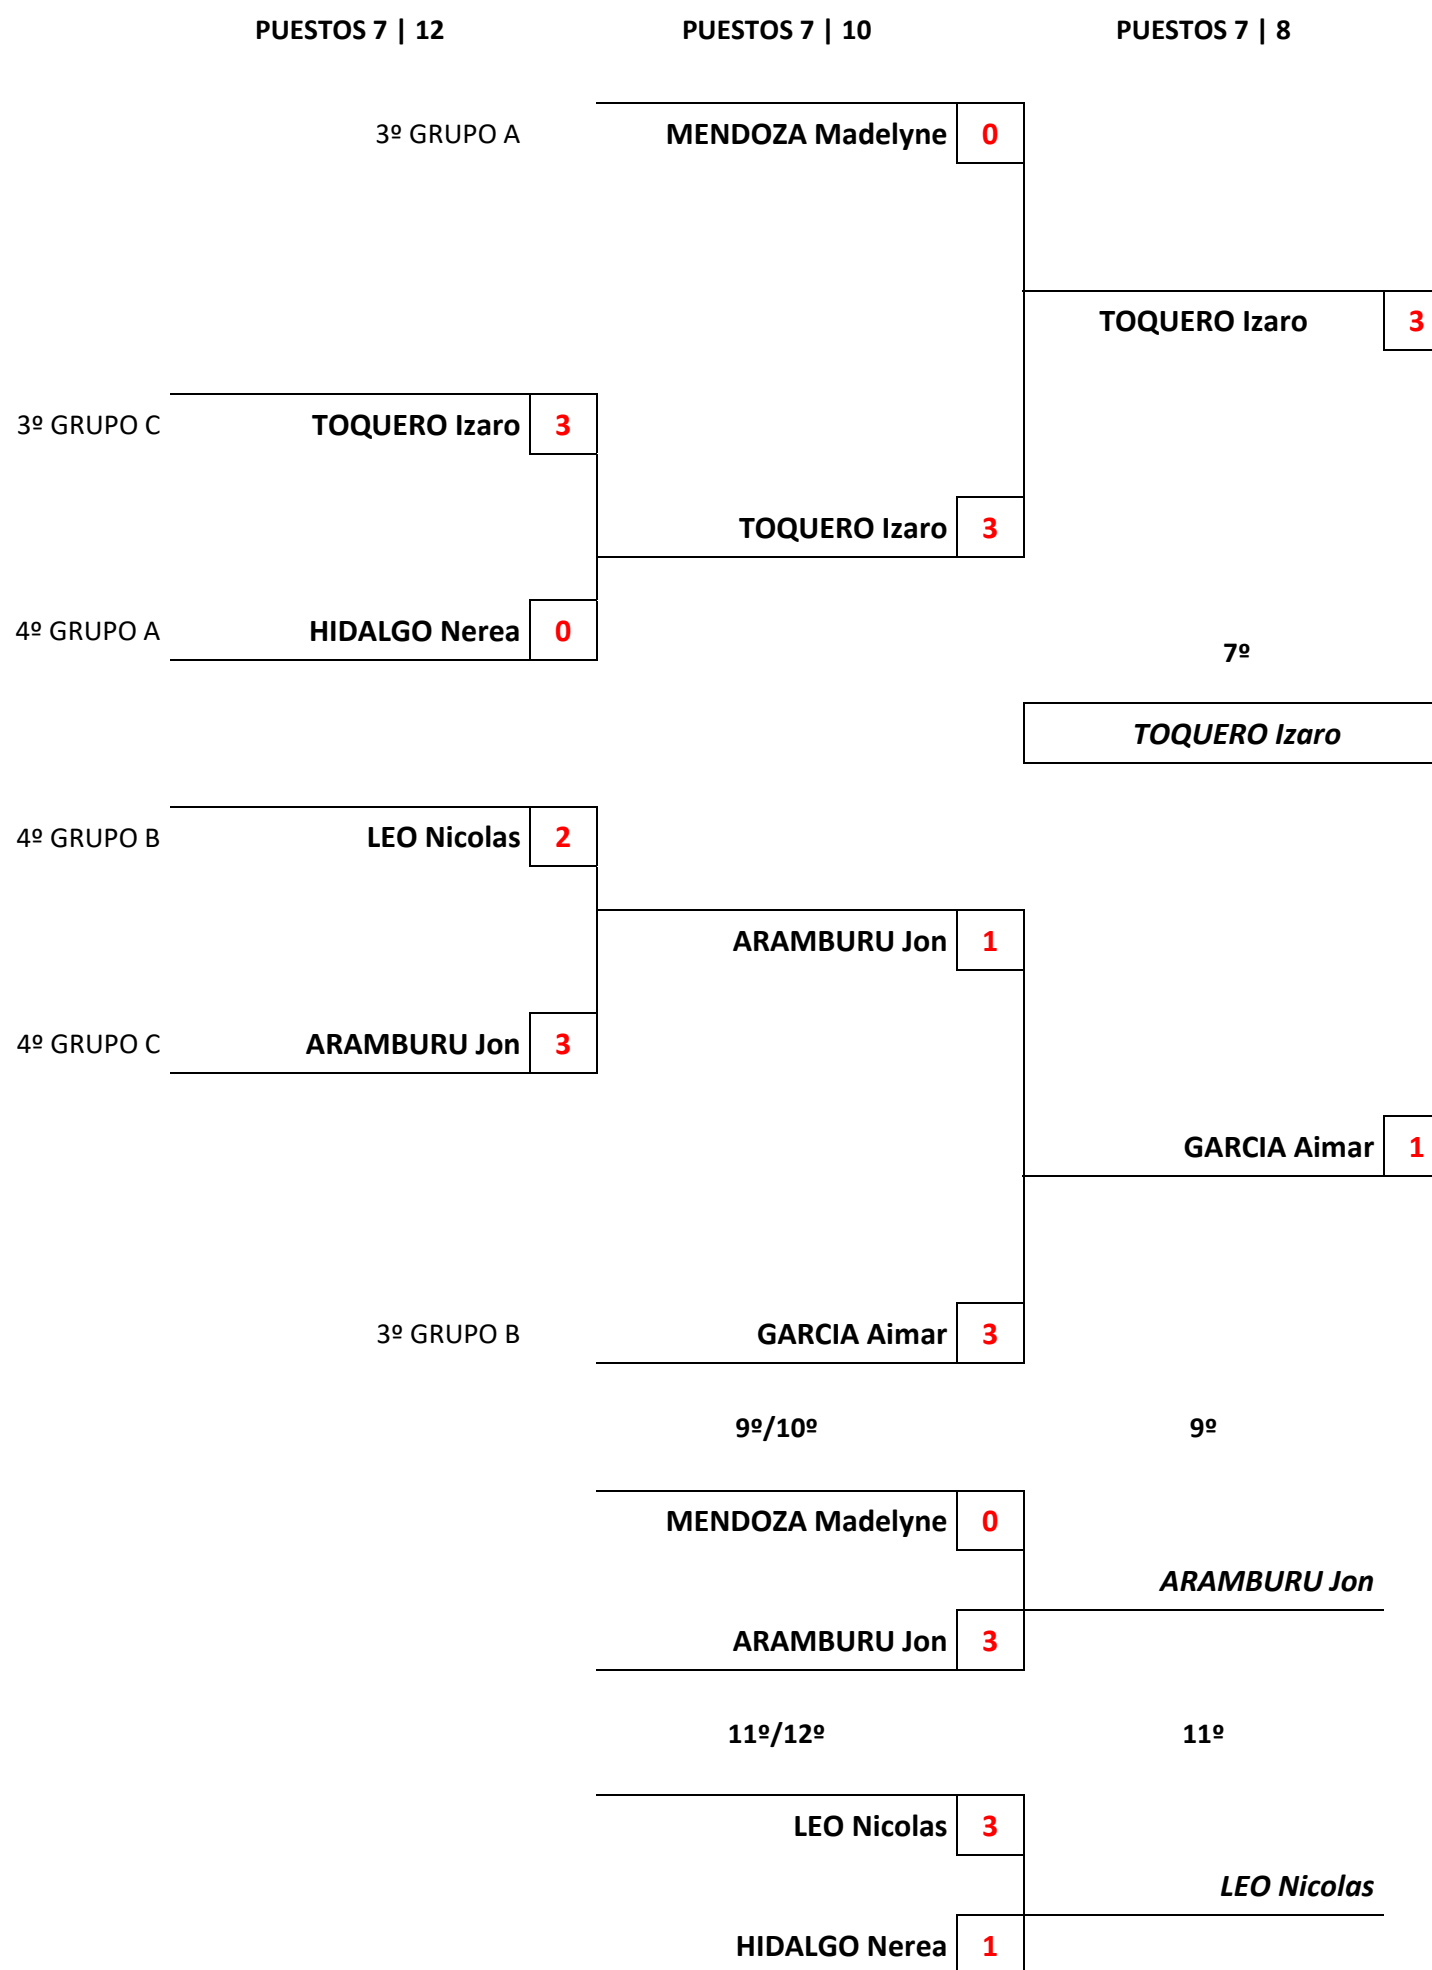 PUESTOS 7 | 12 PUESTOS 7 | 10 PUESTOS 7 | 8
3º GRUPO A MENDOZA Madelyne 0
TOQUERO Izaro 3
3º GRUPO C TOQUERO Izaro 3
TOQUERO Izaro 3
4º GRUPO A HIDALGO Nerea 0
7º
TOQUERO Izaro
4º GRUPO B LEO Nicolas 2
ARAMBURU Jon 1
4º GRUPO C ARAMBURU Jon 3
GARCIA Aimar 1
3º GRUPO B GARCIA Aimar 3
9º/10º 9º
MENDOZA Madelyne 0
ARAMBURU Jon
ARAMBURU Jon 3
11º/12º 11º
LEO Nicolas 3
LEO Nicolas
HIDALGO Nerea 1